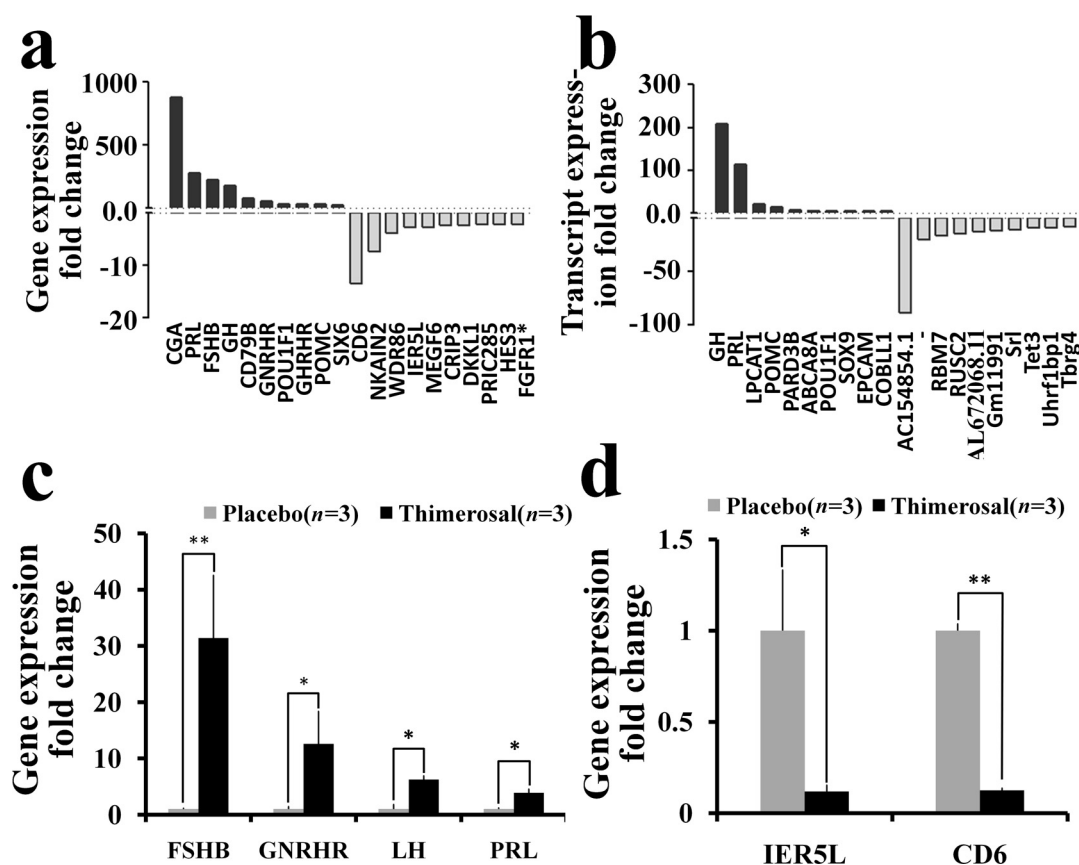 a
Gene expression
fold change
1000
500
0.0
-10
-20
CGA
PRL
FSHB
GH
CD79B
GNRHR
POU1F1
GHRHR
POMC
SIX6
CD6
NKAIN2
WDR86
IER5L
MEGF6
CRIP3
DKKL1
PRIC285
HES3
FGFR1*
b
Transcript express-
ion fold change
300
200
100
0.0
-50
-100
GH
PRL
LPCAT1
POMC
PARD3B
ABCA8A
POU1F1
SOX9
EPCAM
COBLL1
AC154854.1
-
RBM7
RUSC2
AL672068.11
Gm11991
Srl
Tet3
Uhrf1bp1
Tbrg4
c
Placebo(n=3) Thimerosal(n=3)
Gene expression
fold change
50
40
30
20
10
0
**
*
*
*
FSHB GNRHR LH PRL
d
Placebo(n=3) Thimerosal(n=3)
Gene expression
fold change
1.5
1
0.5
0
*
**
IER5L CD6